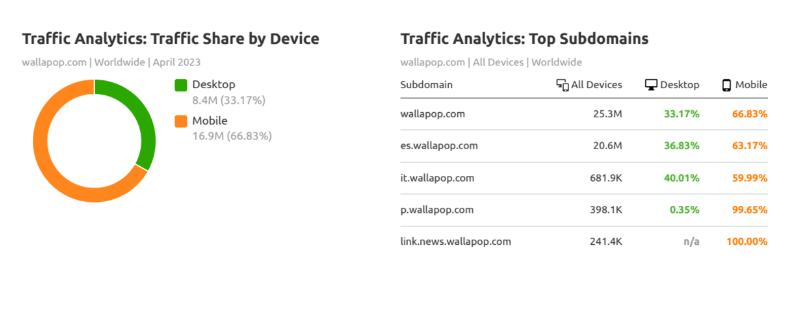 Traffic Analytics: Traffic Share by Device
wallapop.com | Worldwide | April 2023
Desktop
8.4M (33.17%)
Mobile
16.9M (66.83%)
Traffic Analytics: Top Subdomains
wallapop.com | All Devices | Worldwide
Subdomain All Devices Desktop Mobile
wallapop.com 25.3M 33.17% 66.83%
es.wallapop.com 20.6M 36.83% 63.17%
it.wallapop.com 681.9K 40.01% 59.99%
p.wallapop.com 398.1K 0.35% 99.65%
link.news.wallapop.com 241.4K n/a 100.00%